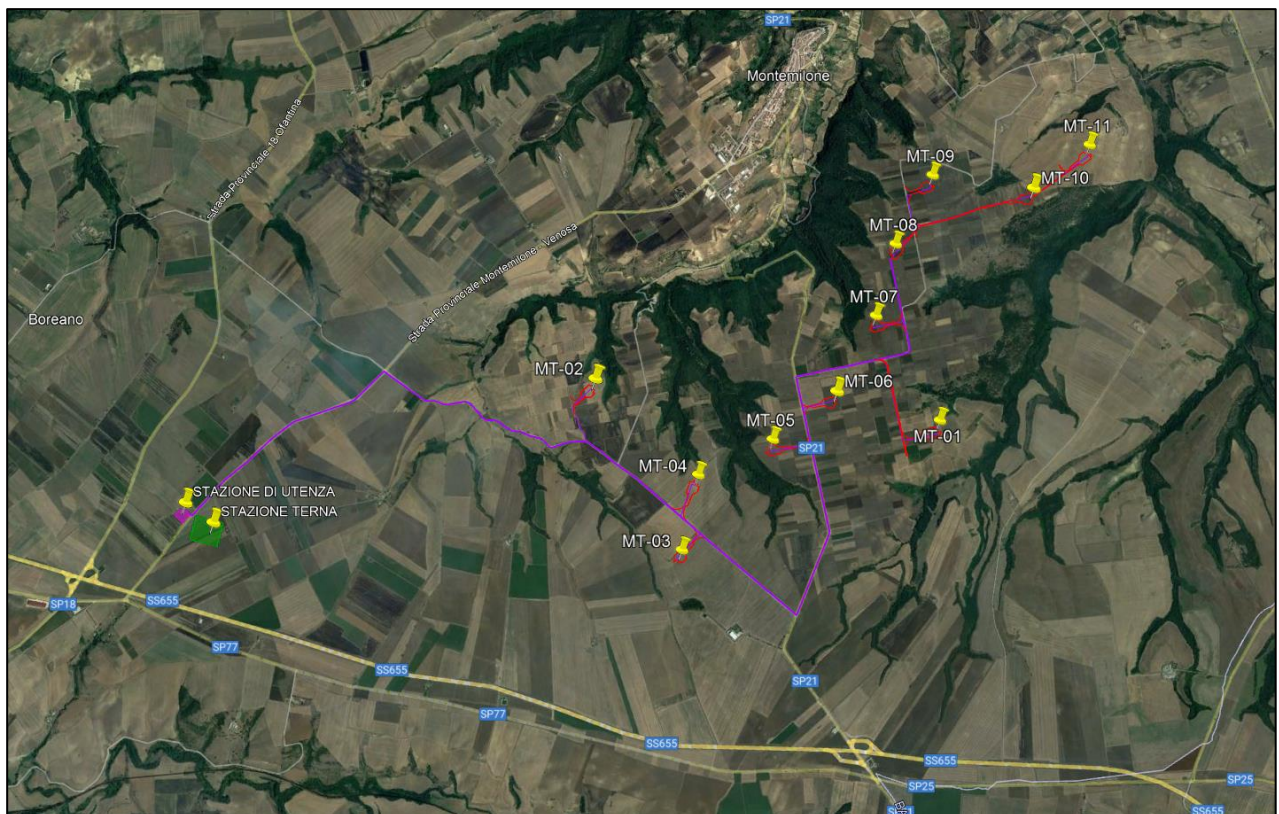 SP21
Montemilone
MT-11
MT-09
MT-10
Strada Provinciale 18 Ofantina
MT-08
Strada Provinciale Montemilone - Venosa
MT-07
Boreano
MT-02
MT-06
MT-05
MT-01
SP21
MT-04
STAZIONE DI UTENZA
STAZIONE TERNA
MT-03
SS655
SP18
SP77
SS655
SP21
SP77
SS655
SS655
SP25
SP25
SS655